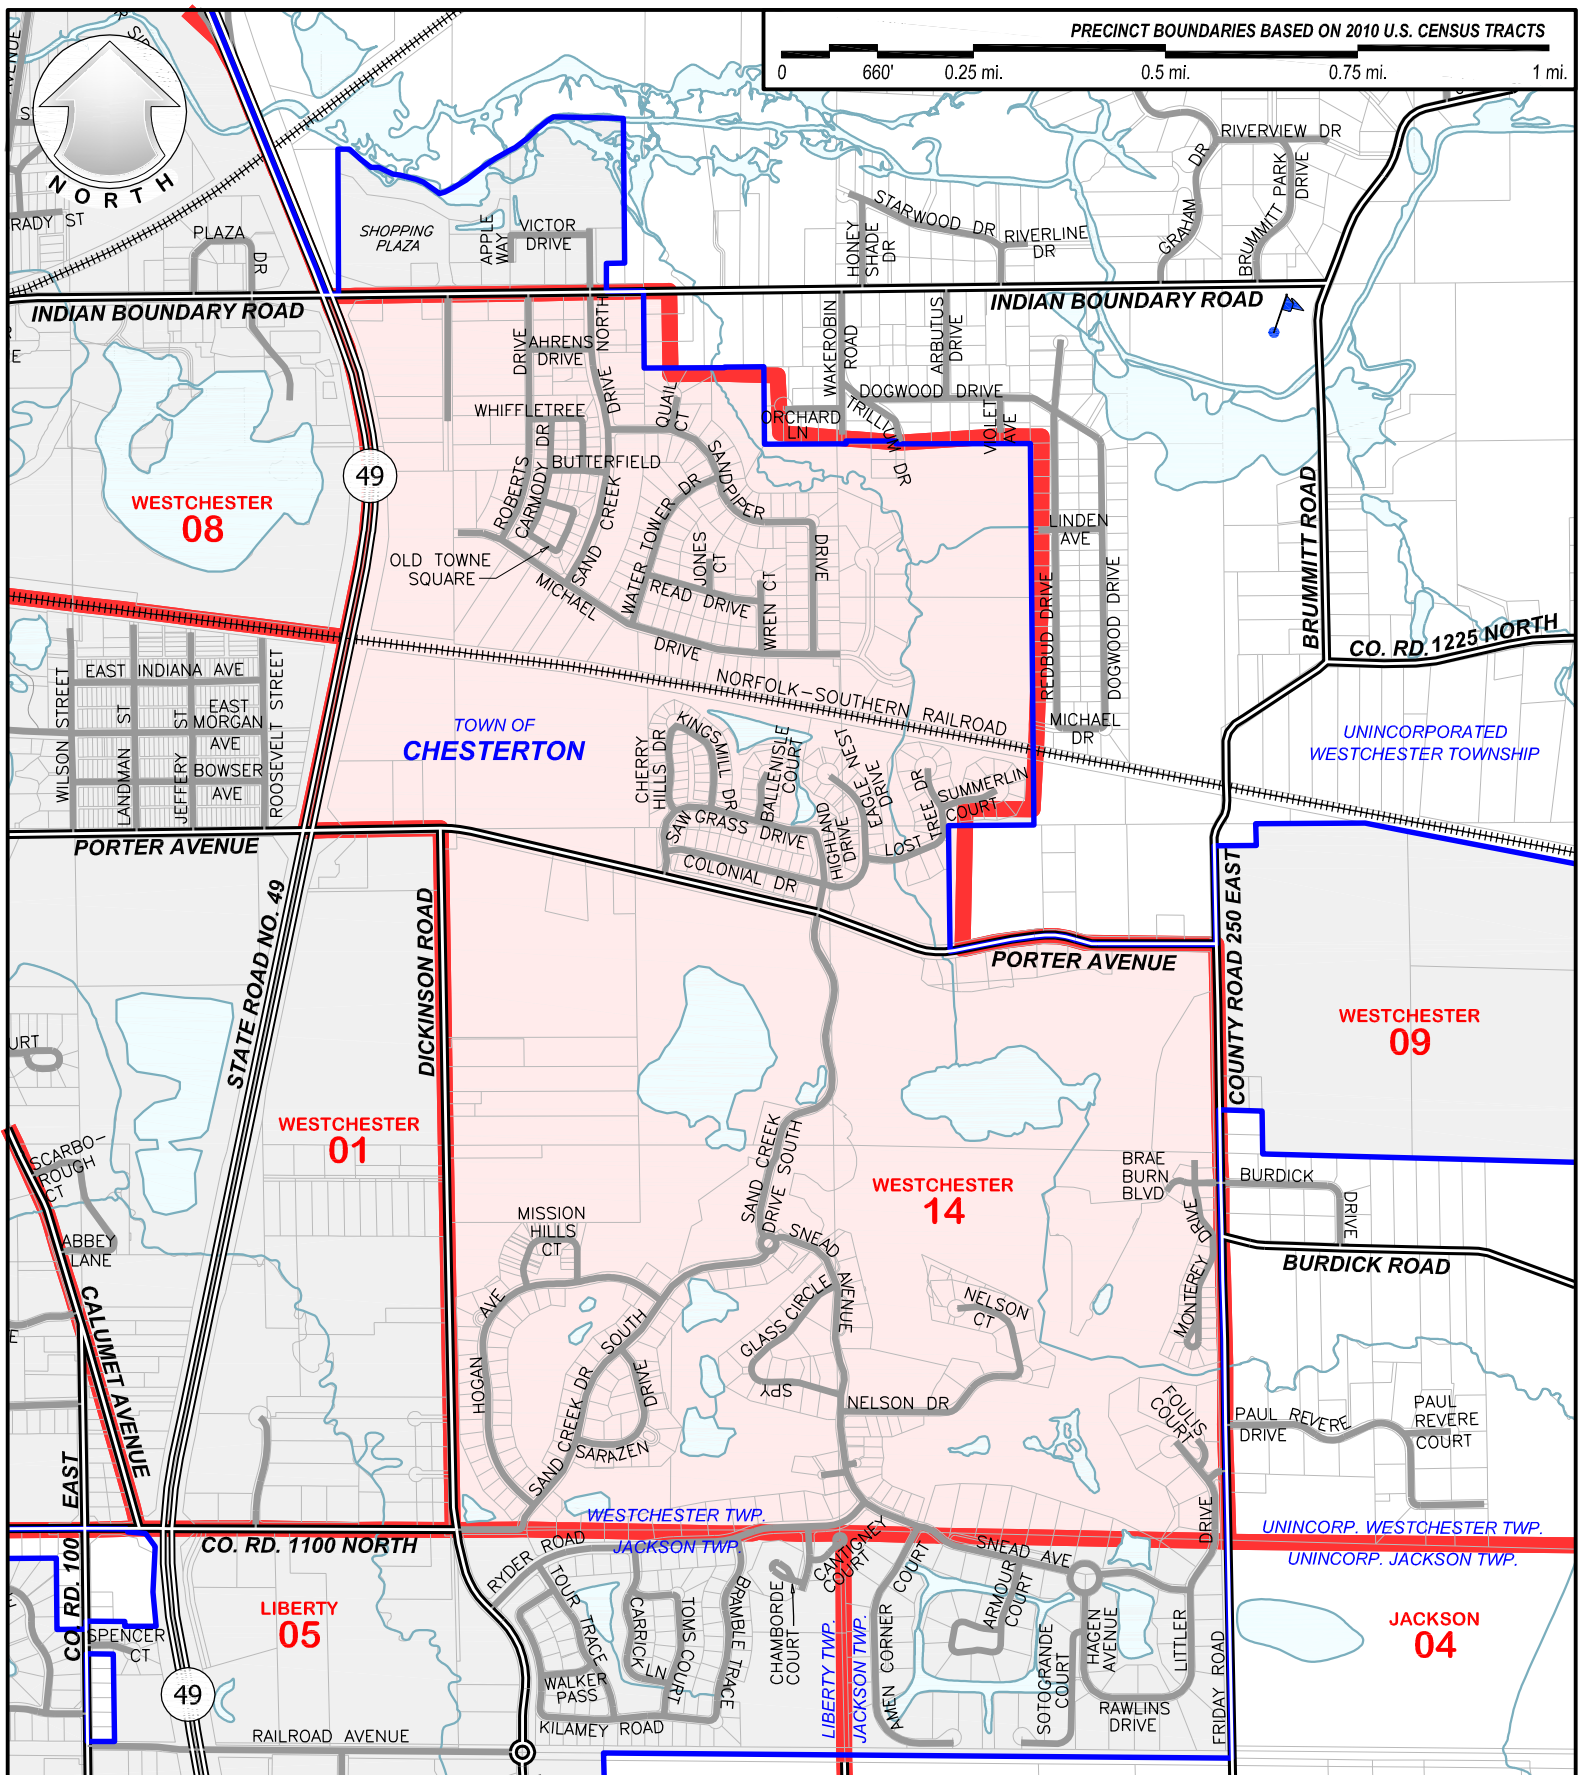 PRECINCT BOUNDARIES BASED ON 2010 U.S. CENSUS TRACTS
0 660' 0.25 mi. 0.5 mi. 0.75 mi. 1 mi.
NORTH
AVENUE
RADY ST
PLAZA
DR
SHOPPING
PLAZA
APPLE
WAY
VICTOR
DRIVE
HONEY
SHADE
DR
STARWOOD DR
RIVERLINE
DR
GRAHAM DR
RIVERVIEW DR
BRUMMITT PARK
DRIVE
INDIAN BOUNDARY ROAD
INDIAN BOUNDARY ROAD
DRIVE
AHRENS
DRIVE
DRIVE NORTH
WAKEROBIN
ROAD
ARBUTUS
DRIVE
DOGWOOD DRIVE
ORCHARD
LN
TRILLIUM DR
VIOLET
AVE
QUAIL
CT
WHIFFLETREE
BUTTERFIELD
ROBERTS
CARMODY DR
SAND CREEK
SANDPIPER
DRIVE
WATER TOWER DR
JONES
CT
READ DRIVE
WREN CT
OLD TOWNE
SQUARE
MICHAEL
DRIVE
49
WESTCHESTER
08
LINDEN
AVE
REDBUD DRIVE
DOGWOOD DRIVE
MICHAEL
DR
BRUMMITT ROAD
CO. RD. 1225 NORTH
NORFOLK-SOUTHERN RAILROAD
UNINCORPORATED
WESTCHESTER TOWNSHIP
TOWN OF
CHESTERTON
EAST INDIANA AVE
EAST
MORGAN
AVE
BOWSER
AVE
WILSON STREET
LANDMAN ST
JEFFERY ST
ROOSEVELT STREET
CHERRY
HILLS DR
KINGSMILL DR
BALLENISLE
COURT
SAW GRASS DRIVE
COLONIAL DR
HIGHLAND
DRIVE
EAGLE NEST
DRIVE
LOST TREE DR
SUMMERLIN
COURT
PORTER AVENUE
PORTER AVENUE
STATE ROAD NO. 49
DICKINSON ROAD
COUNTY ROAD 250 EAST
WESTCHESTER
09
WESTCHESTER
01
WESTCHESTER
14
URT
SCARBO-
ROUGH
CT
ABBEY
LANE
CALUMET AVENUE
SAND CREEK
DRIVE SOUTH
BRAE
BURN
BLVD
BURDICK
DRIVE
BURDICK ROAD
MONTEREY DRIVE
MISSION
HILLS
CT
HOGAN
AVE
SAND CREEK DR
SOUTH
SARAZEN
DRIVE
SNEAD
AVENUE
GLASS CIRCLE
SPY
NELSON
CT
NELSON DR
FOULIS
COURT
PAUL REVERE
DRIVE
PAUL
REVERE
COURT
WESTCHESTER TWP.
JACKSON TWP.
UNINCORP. WESTCHESTER TWP.
UNINCORP. JACKSON TWP.
CO. RD. 100 EAST
CO. RD. 1100 NORTH
LIBERTY
05
SPENCER
CT
49
RAILROAD AVENUE
RYDER ROAD
TOUR TRACE
WALKER
PASS
CARRICK
LN
TOMS COURT
BRAMBLE TRACE
KILAMEY ROAD
CHAMBORDE
COURT
CANTIGNEY
COURT
LIBERTY TWP.
JACKSON TWP.
AMEN CORNER
COURT
SNEAD AVE
ARMOUR
COURT
SOTOGRANDE
COURT
HAGEN
AVENUE
RAWLINS
DRIVE
LITTLER
DRIVE
FRIDAY ROAD
JACKSON
04